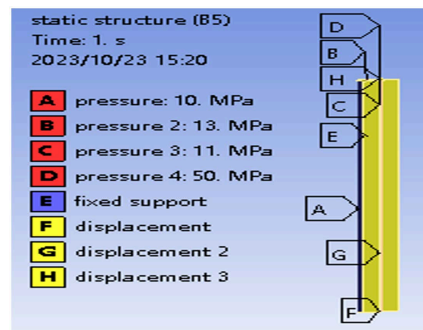 static structure (B5)
Time: 1. s
2023/10/23 15:20
A pressure: 10. MPa
B pressure 2: 13. MPa
C pressure 3: 11. MPa
D pressure 4: 50. MPa
E fixed support
F displacement
G displacement 2
H displacement 3
D
B
H
C
E
A
G
F